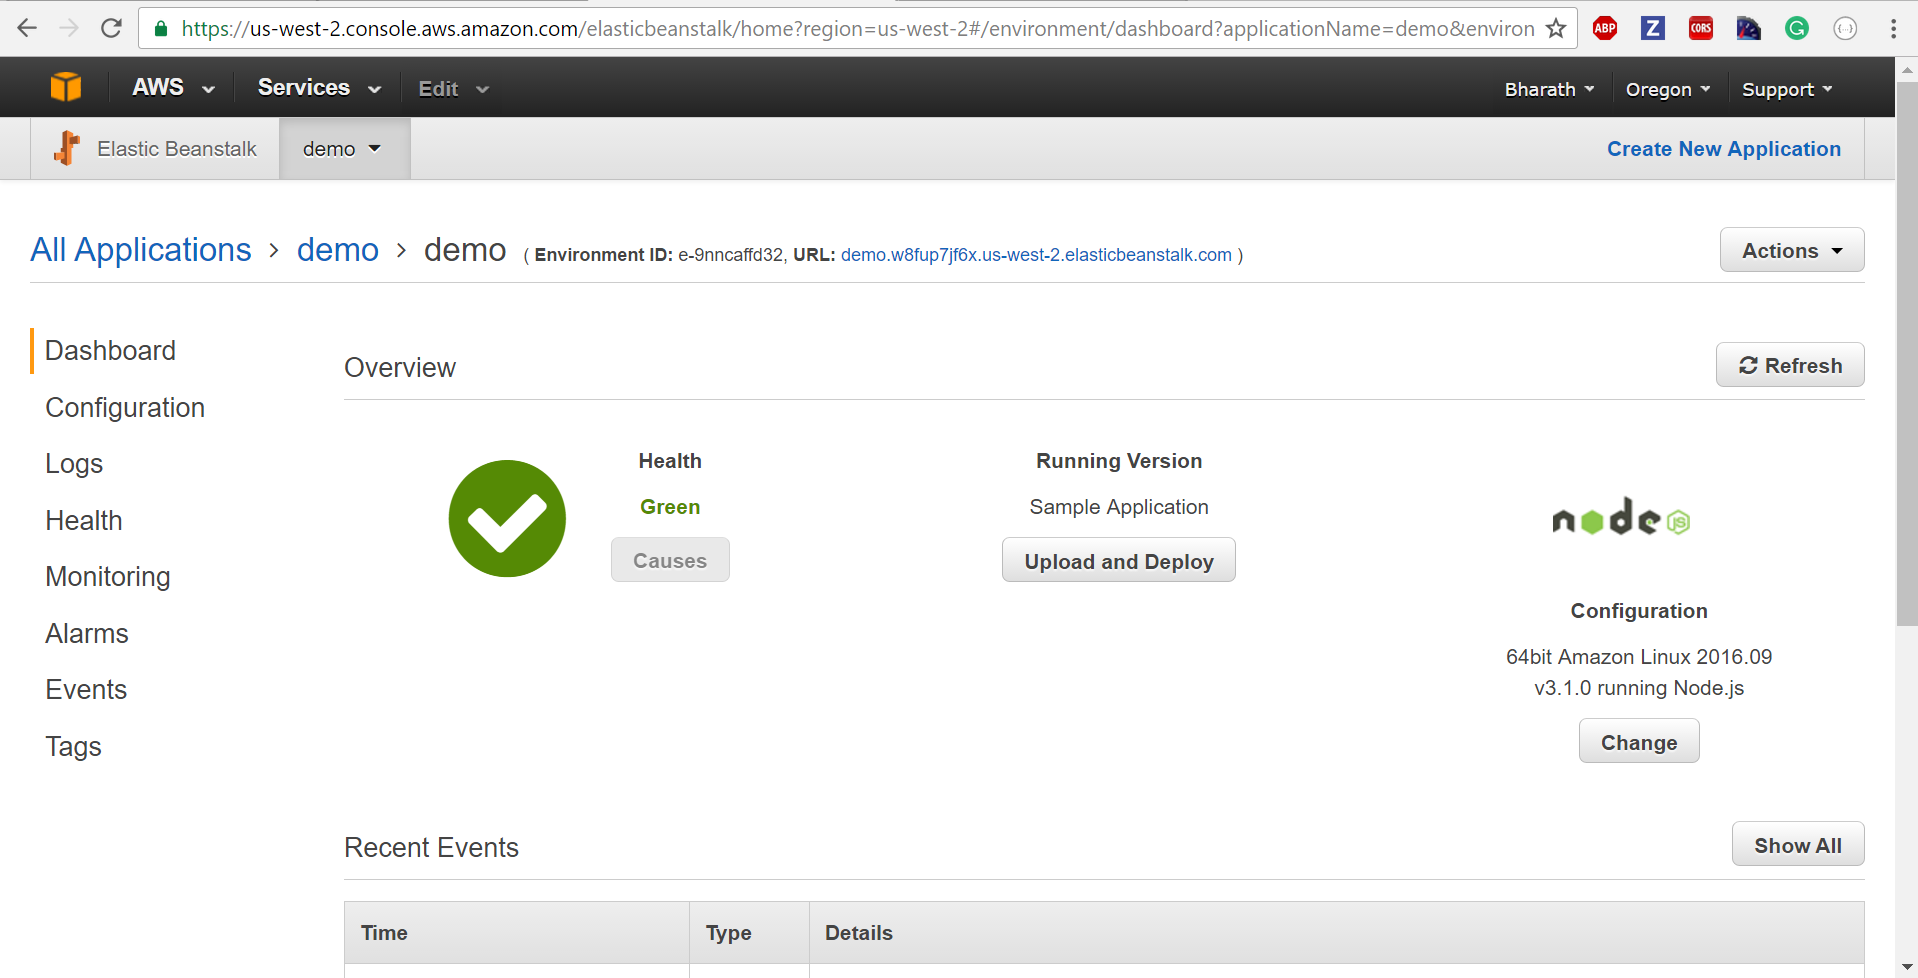 https://us-west-2.console.aws.amazon.com/elasticbeanstalk/home?region=us-west-2#/environment/dashboard?applicationName=demo&environ
ABP
Z
CORS
G
{...}
AWS Services Edit Bharath Oregon Support
Elastic Beanstalk demo Create New Application
All Applications > demo > demo ( Environment ID: e-9nncaffd32, URL: demo.w8fup7jf6x.us-west-2.elasticbeanstalk.com )
Actions
Dashboard
Configuration
Logs
Health
Monitoring
Alarms
Events
Tags
Overview
Refresh
Health
Green
Causes
Running Version
Sample Application
Upload and Deploy
node JS
Configuration
64bit Amazon Linux 2016.09
v3.1.0 running Node.js
Change
Recent Events
Show All
Time Type Details